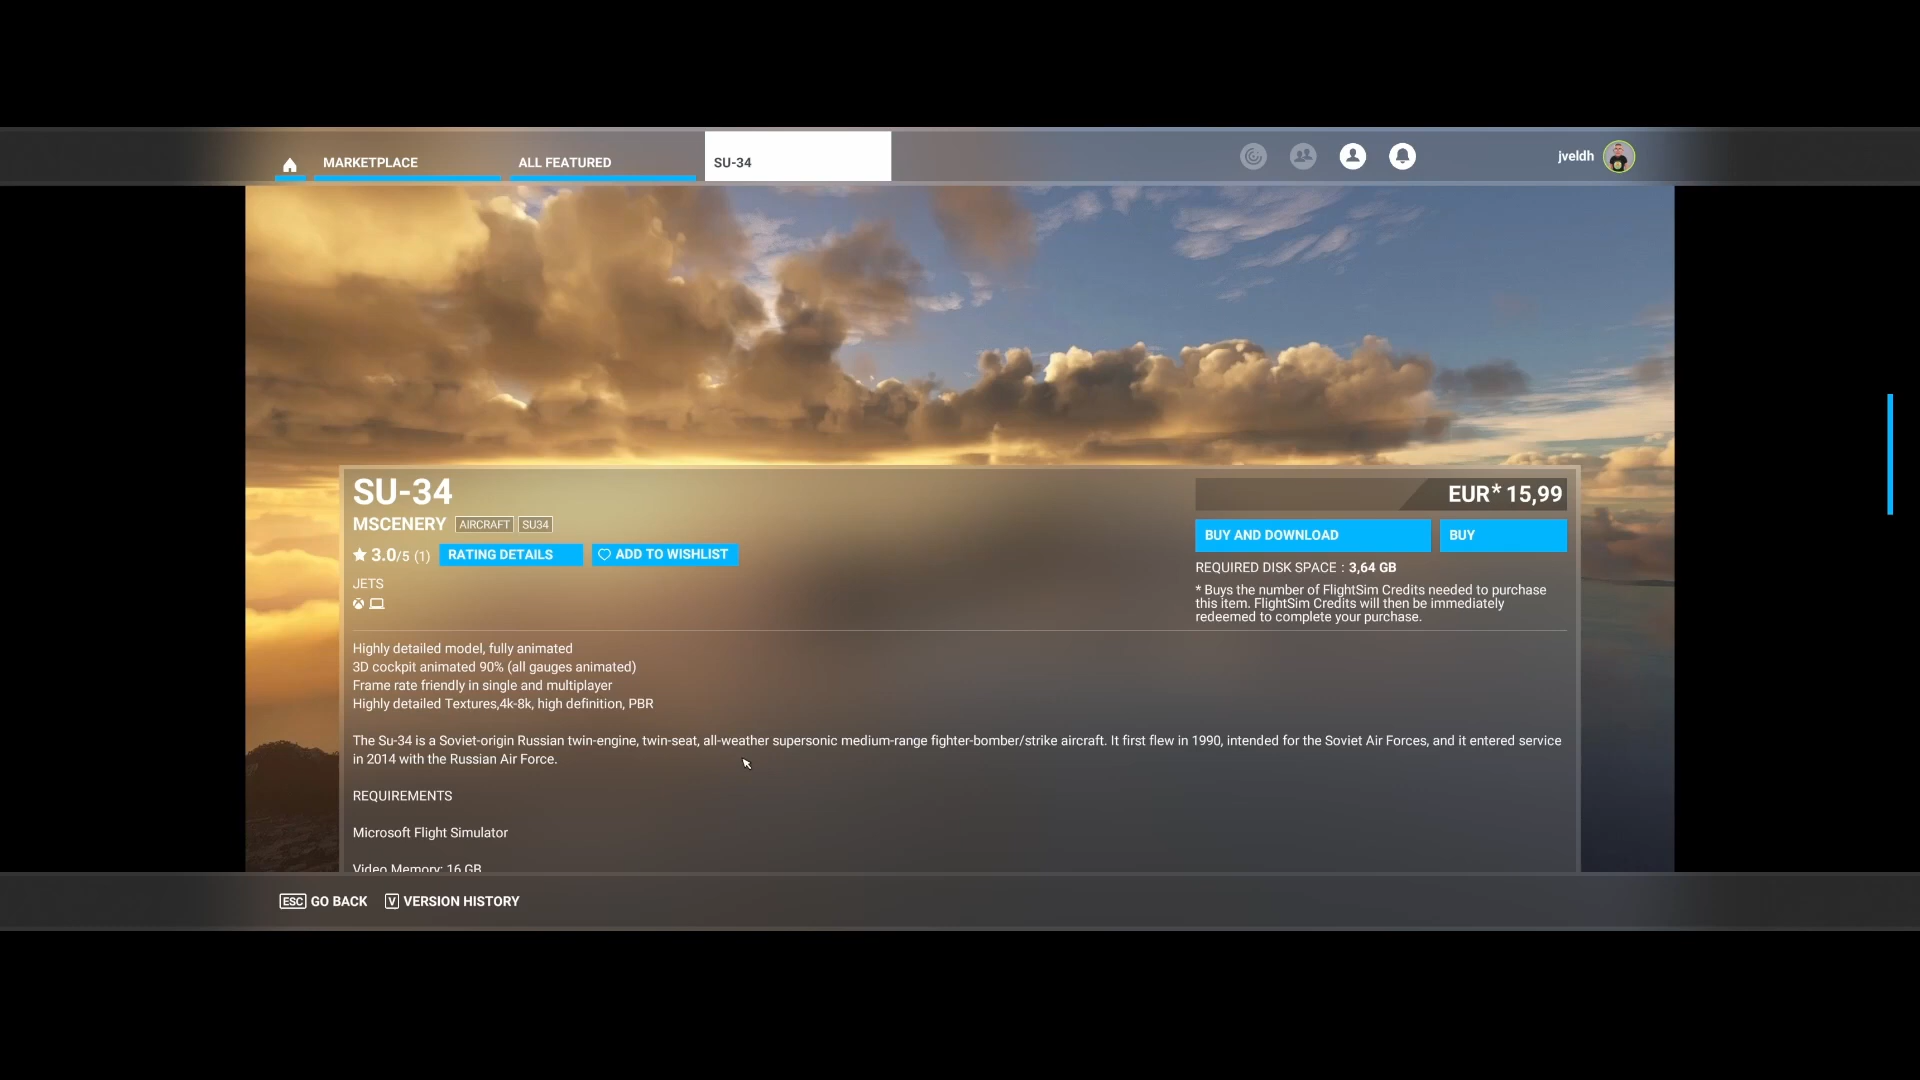 MARKETPLACE
ALL FEATURED
SU-34
jveldh
SU-34
MSCENERY AIRCRAFT SU34
3.0/5 (1) RATING DETAILS ADD TO WISHLIST
JETS
EUR* 15,99
BUY AND DOWNLOAD BUY
REQUIRED DISK SPACE : 3,64 GB
* Buys the number of FlightSim Credits needed to purchase
this item. FlightSim Credits will then be immediately
redeemed to complete your purchase.
Highly detailed model, fully animated
3D cockpit animated 90% (all gauges animated)
Frame rate friendly in single and multiplayer
Highly detailed Textures,4k-8k, high definition, PBR
The Su-34 is a Soviet-origin Russian twin-engine, twin-seat, all-weather supersonic medium-range fighter-bomber/strike aircraft. It first flew in 1990, intended for the Soviet Air Forces, and it entered service
in 2014 with the Russian Air Force.
REQUIREMENTS
Microsoft Flight Simulator
Video Memory: 16 GB
ESC GO BACK V VERSION HISTORY